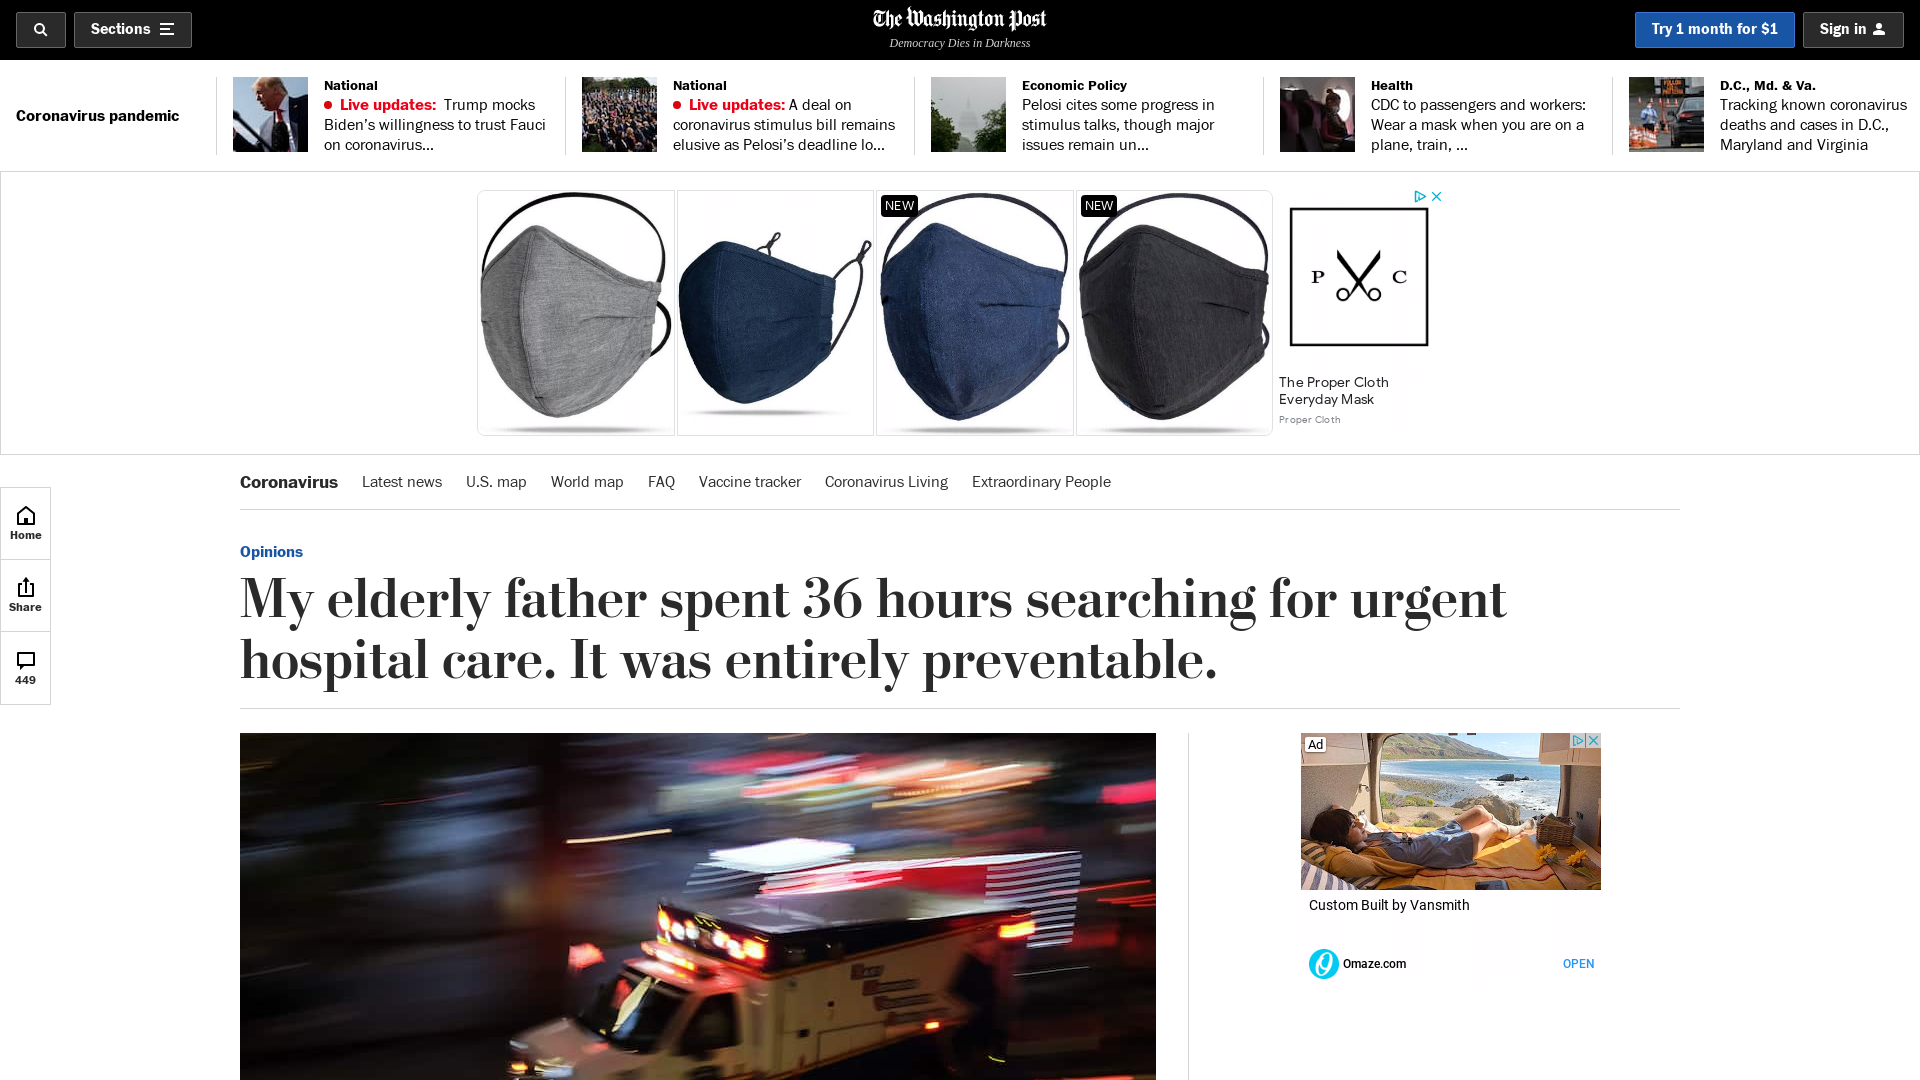 Sections
The Washington Post
Democracy Dies in Darkness
Try 1 month for $1
Sign in
Coronavirus pandemic
National
Live updates: Trump mocks
Biden’s willingness to trust Fauci
on coronavirus...
National
Live updates: A deal on
coronavirus stimulus bill remains
elusive as Pelosi’s deadline lo...
Economic Policy
Pelosi cites some progress in
stimulus talks, though major
issues remain un...
Health
CDC to passengers and workers:
Wear a mask when you are on a
plane, train, ...
D.C., Md. & Va.
Tracking known coronavirus
deaths and cases in D.C.,
Maryland and Virginia
NEW
NEW
P C
The Proper Cloth
Everyday Mask
Proper Cloth
Coronavirus Latest news U.S. map World map FAQ Vaccine tracker Coronavirus Living Extraordinary People
Home
Share
449
Opinions
My elderly father spent 36 hours searching for urgent
hospital care. It was entirely preventable.
Ad
Custom Built by Vansmith
Omaze.com
OPEN